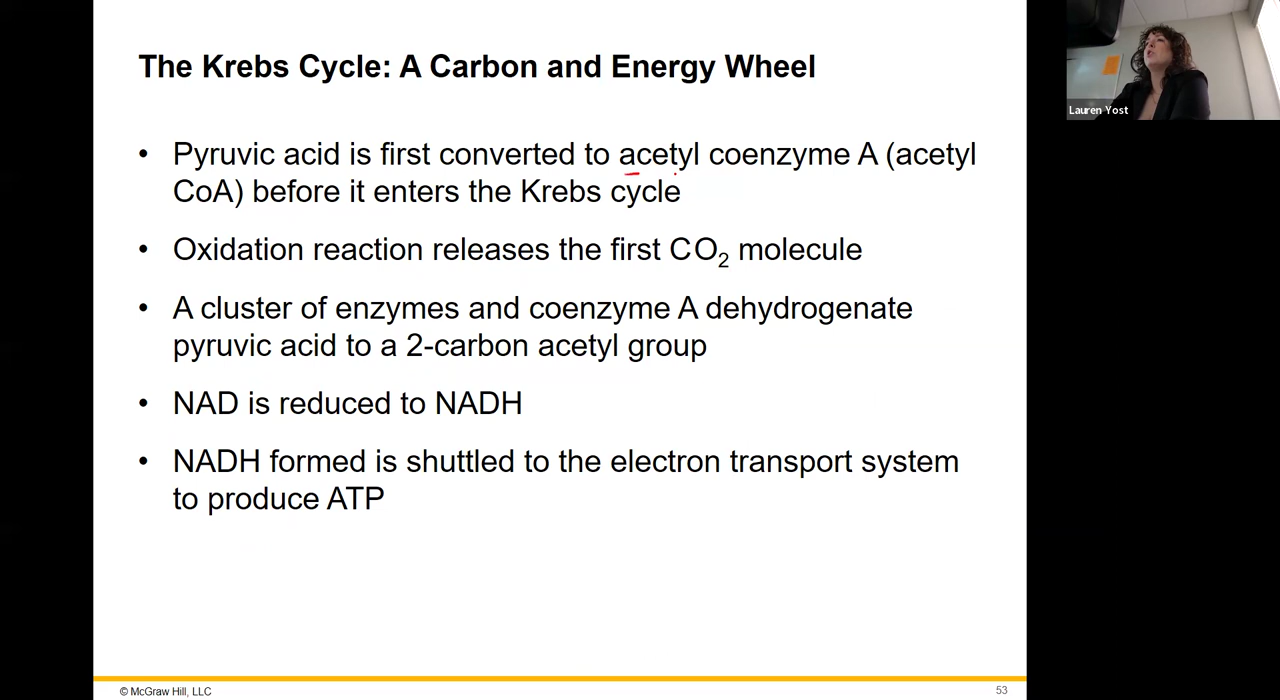 The Krebs Cycle: A Carbon and Energy Wheel
• Pyruvic acid is first converted to acetyl coenzyme A (acetyl
CoA) before it enters the Krebs cycle
• Oxidation reaction releases the first CO₂ molecule
• A cluster of enzymes and coenzyme A dehydrogenate
pyruvic acid to a 2-carbon acetyl group
• NAD is reduced to NADH
• NADH formed is shuttled to the electron transport system
to produce ATP
© McGraw Hill, LLC
53
Lauren Yost